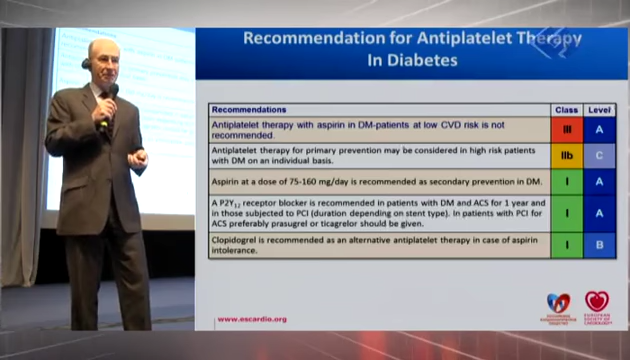 Recommendation for Antiplatelet Therapy
In Diabetes
Recommendations Class Level
Antiplatelet therapy with aspirin in DM-patients at low CVD risk is not
recommended. III A
Antiplatelet therapy for primary prevention may be considered in high risk patients
with DM on an individual basis. IIb C
Aspirin at a dose of 75-160 mg/day is recommended as secondary prevention in DM. I A
A P2Y12 receptor blocker is recommended in patients with DM and ACS for 1 year and
in those subjected to PCI (duration depending on stent type). In patients with PCI for
ACS preferably prasugrel or ticagrelor should be given. I A
Clopidogrel is recommended as an alternative antiplatelet therapy in case of aspirin
intolerance. I B
www.escardio.org
EUROPEAN
SOCIETY OF
CARDIOLOGY